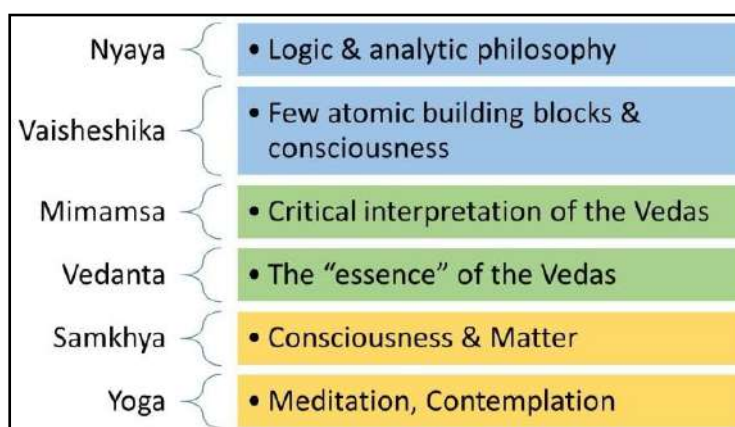 Nyaya
• Logic & analytic philosophy
Vaisheshika
• Few atomic building blocks &
consciousness
Mimamsa
• Critical interpretation of the Vedas
Vedanta
• The “essence” of the Vedas
Samkhya
• Consciousness & Matter
Yoga
• Meditation, Contemplation